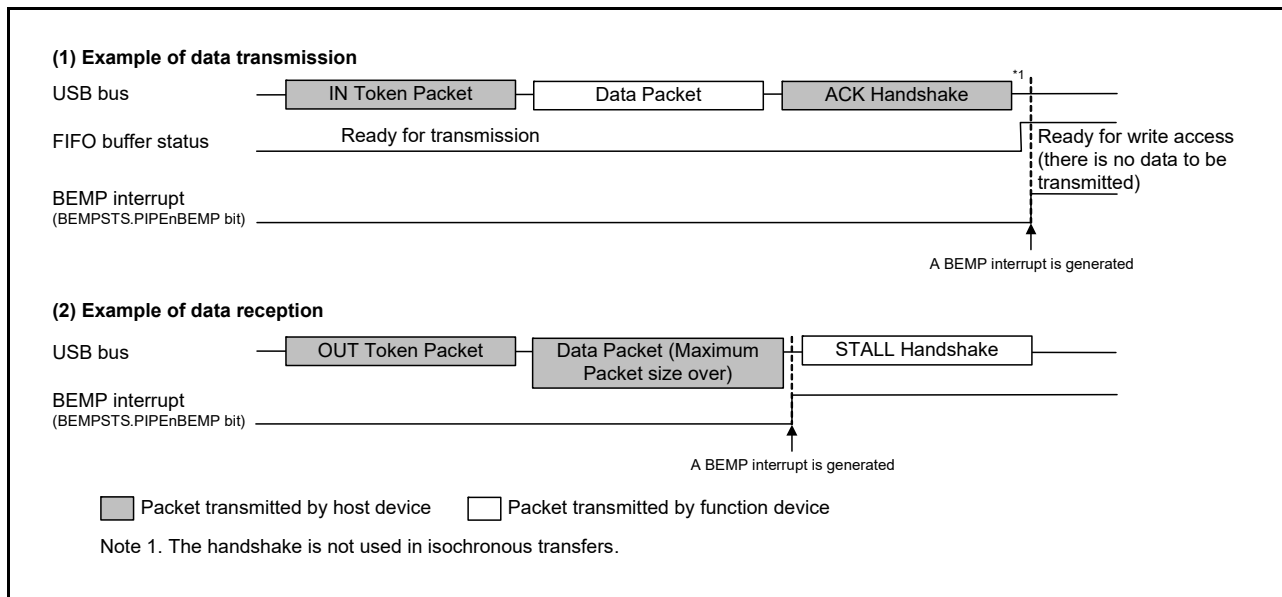 (1) Example of data transmission
USB bus
IN Token Packet
Data Packet
ACK Handshake
*1
FIFO buffer status
Ready for transmission
Ready for write access
(there is no data to be
transmitted)
BEMP interrupt
(BEMPSTS.PIPEnBEMP bit)
A BEMP interrupt is generated
(2) Example of data reception
USB bus
OUT Token Packet
Data Packet (Maximum
Packet size over)
STALL Handshake
BEMP interrupt
(BEMPSTS.PIPEnBEMP bit)
A BEMP interrupt is generated
Packet transmitted by host device
Packet transmitted by function device
Note 1. The handshake is not used in isochronous transfers.